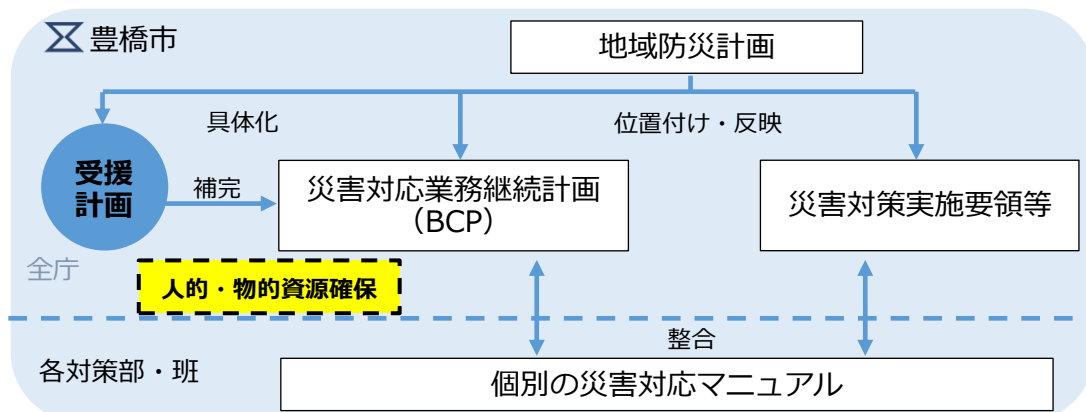 豊橋市
地域防災計画
具体化
位置付け・反映
受援
計画
補完
災害対応業務継続計画
（BCP）
災害対策実施要領等
全庁
人的・物的資源確保
整合
各対策部・班
個別の災害対応マニュアル